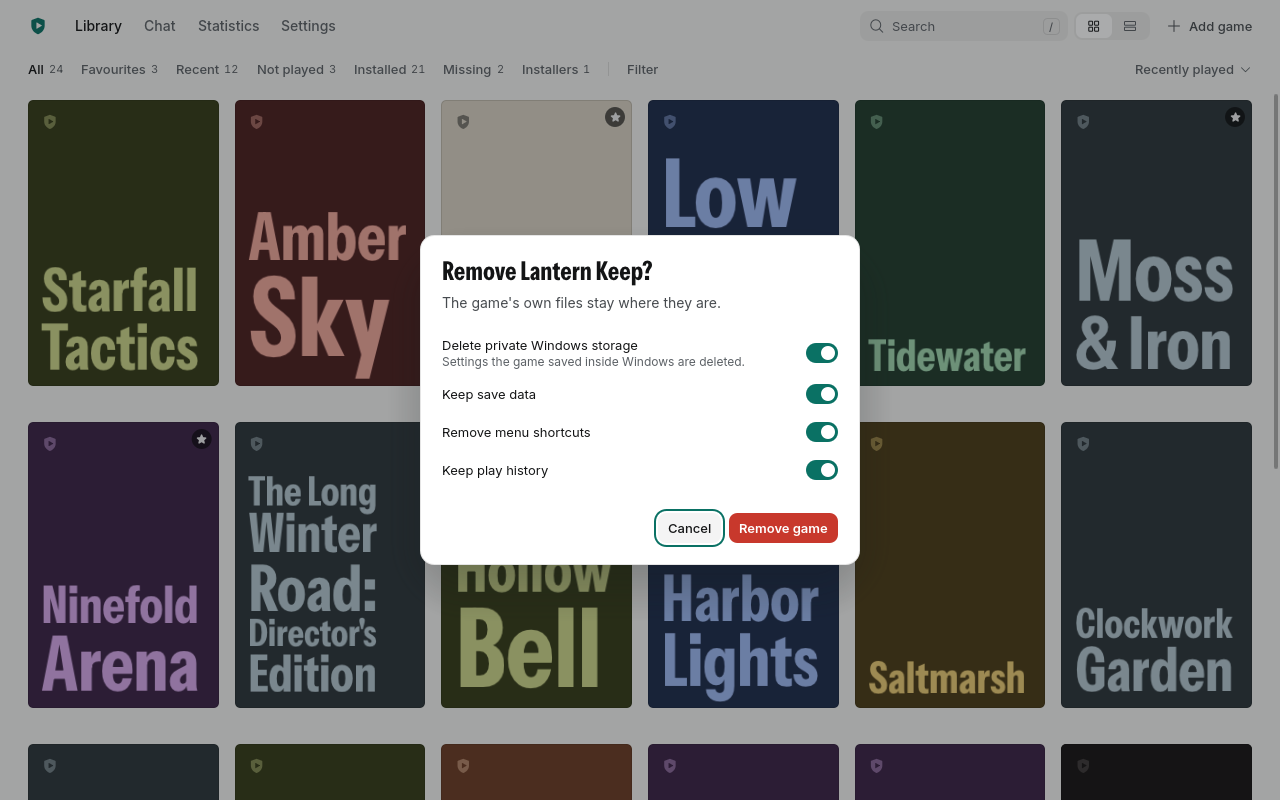 Library Chat Statistics Settings Search / Add game
All 24 Favourites 3 Recent 12 Not played 3 Installed 21 Missing 2 Installers 1 Filter Recently played
Starfall
Tactics
Amber
Sky
Low
Tidewater
Moss
& Iron
Remove Lantern Keep?
The game's own files stay where they are.
Delete private Windows storage
Settings the game saved inside Windows are deleted.
Keep save data
Remove menu shortcuts
Keep play history
Cancel Remove game
Ninefold
Arena
The Long
Winter
Road:
Director's
Edition
Hollow
Bell
Harbor
Lights
Saltmarsh
Clockwork
Garden